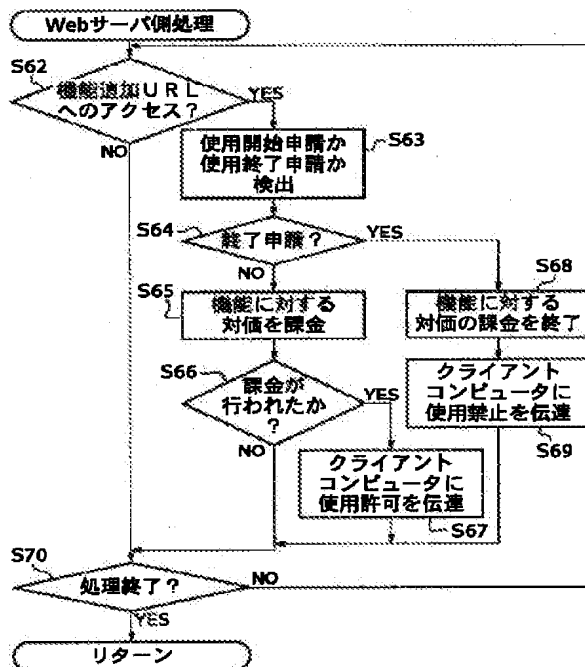 Webサーバ側処理
S62
機能追加URL
へのアクセス？
YES
NO
使用開始申請か
使用終了申請か
検出
S63
S64
終了申請？
YES
NO
S65
機能に対する
対価を課金
S68
機能に対する
対価の課金を終了
S66
課金が
行われたか
？
YES
NO
クライアント
コンピュータに
使用禁止を伝達
S69
クライアント
コンピュータに
使用許可を伝達
S67
S70
処理終了？
NO
YES
リターン